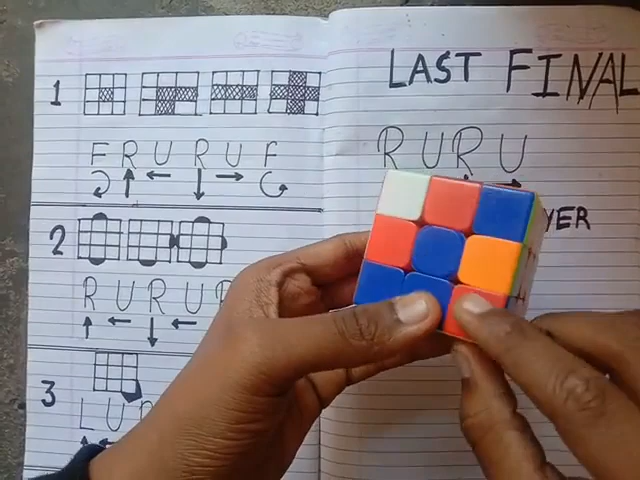 1
F R U R U F
2
R U R U R
3
L U
LAST FINAL
R U R U
YER